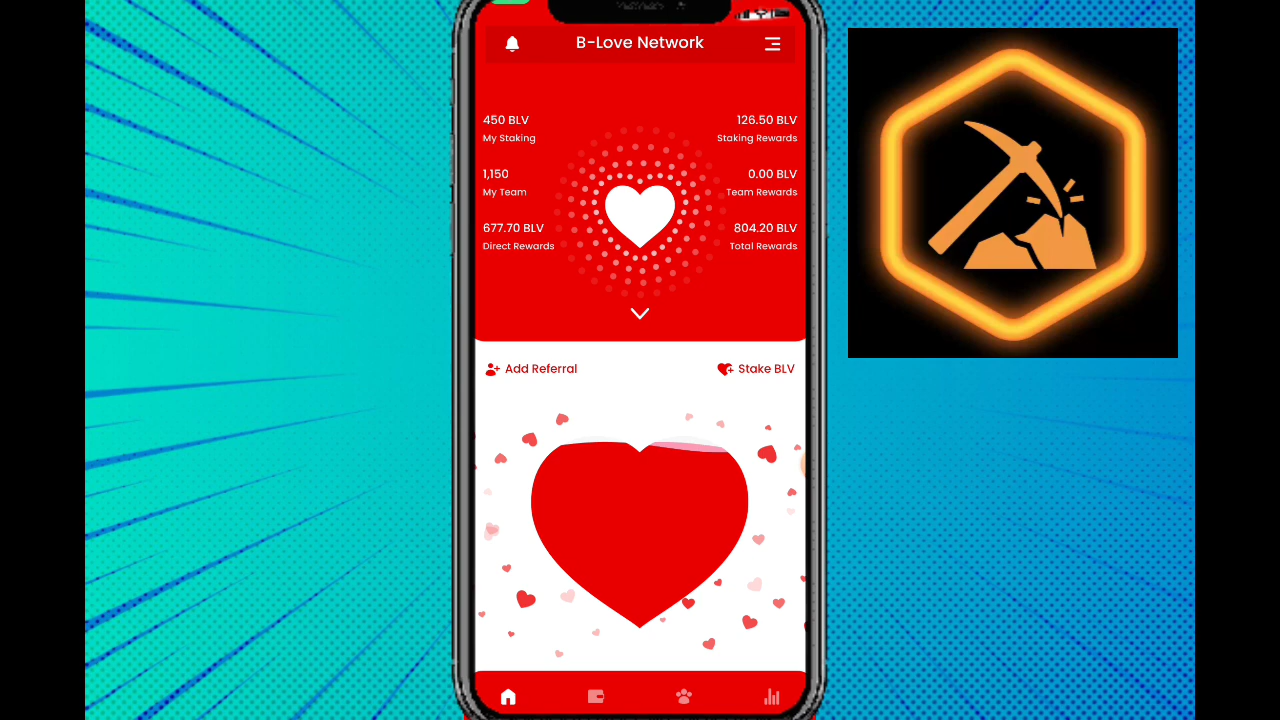 B-Love Network
450 BLV
My Staking
126.50 BLV
Staking Rewards
1,150
My Team
0.00 BLV
Team Rewards
677.70 BLV
Direct Rewards
804.20 BLV
Total Rewards
Add Referral
Stake BLV